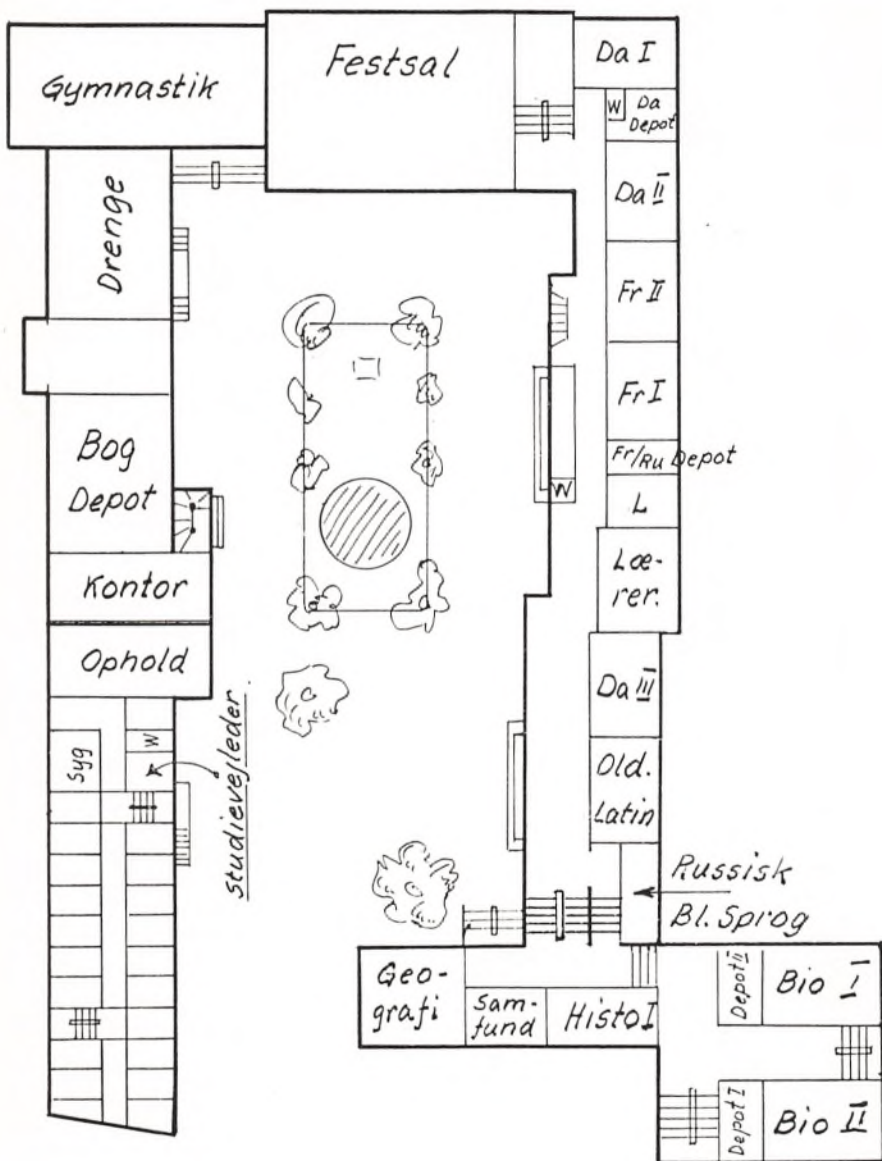 Gymnastik
Festsal
Da I
W
Da
Depot
Drenge
Da II
Fr II
Fr I
Bog
Depot
Fr/Ru Depot
W
L
Kontor
Læ-
rer.
Ophold
Da III
W
Syg
studievejleder.
Old.
Latin
Russisk
Bl. Sprog
Geo-
grafi
Sam-
fund
Histo I
Depot II
Bio I
Depot I
Bio II